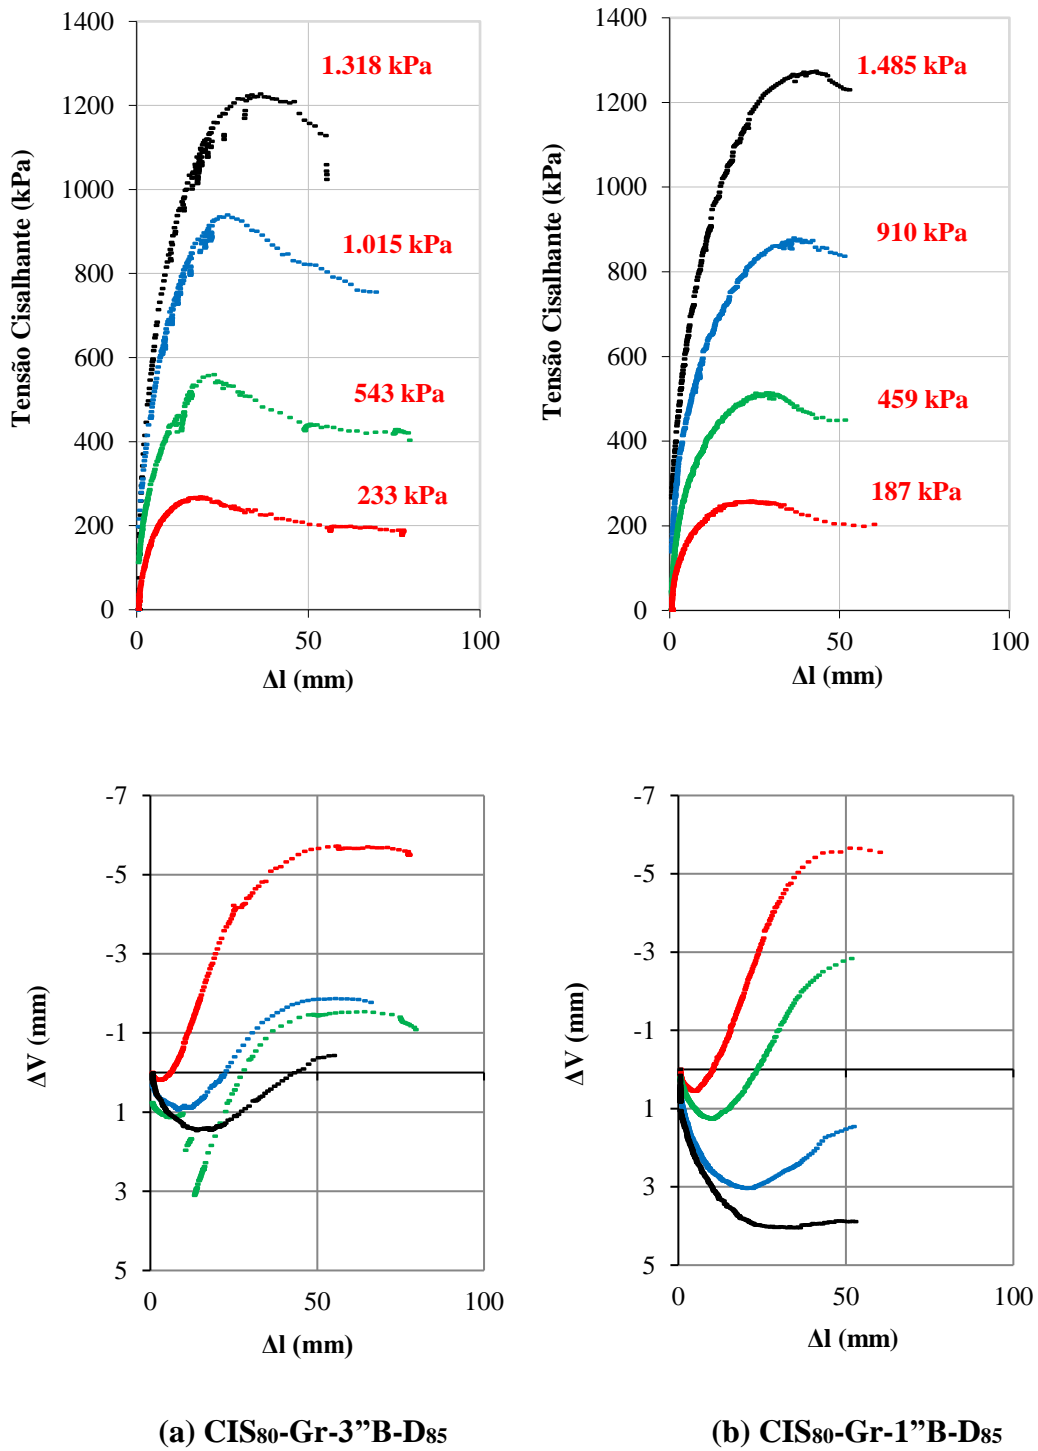 1400
1200
1000
800
600
400
200
0
0 50 100
Tensão Cisalhante (kPa)
Δl (mm)
1.318 kPa
1.015 kPa
543 kPa
233 kPa
1400
1200
1000
800
600
400
200
0
0 50 100
Tensão Cisalhante (kPa)
Δl (mm)
1.485 kPa
910 kPa
459 kPa
187 kPa
-7
-5
-3
-1
1
3
5
0 50 100
ΔV (mm)
Δl (mm)
-7
-5
-3
-1
1
3
5
0 50 100
ΔV (mm)
Δl (mm)
(a) CIS₈₀-Gr-3”B-D₈₅
(b) CIS₈₀-Gr-1”B-D₈₅